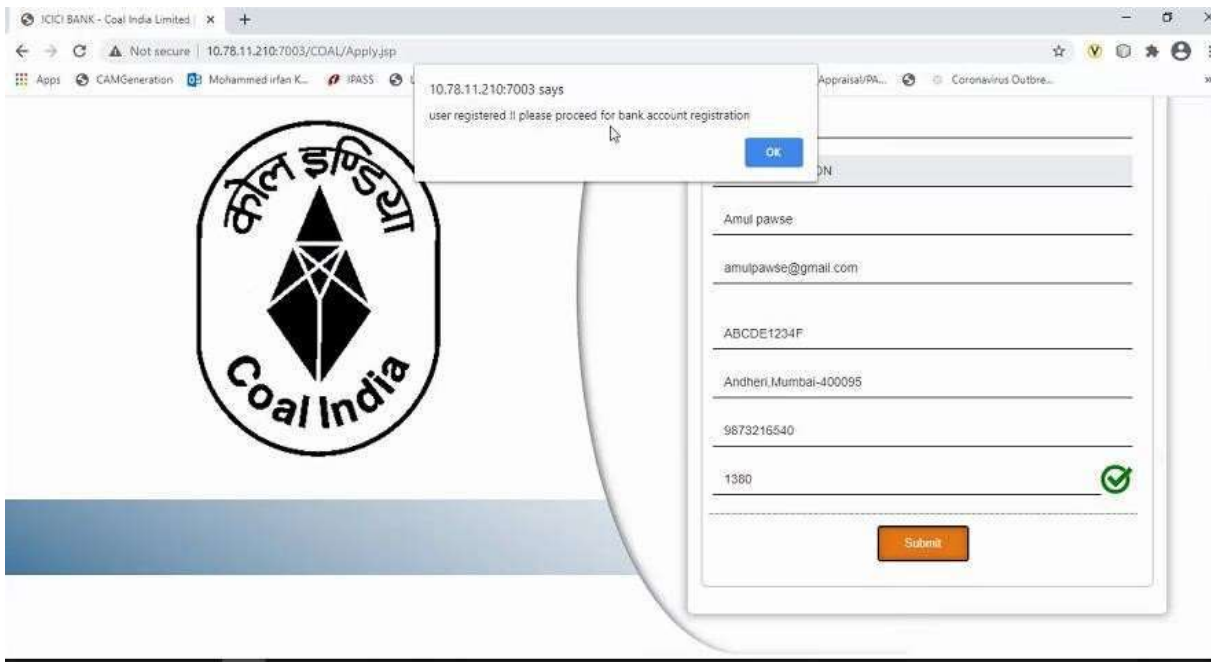 ICICI BANK - Coal India Limited
Not secure 10.78.11.210:7003/COAL/Apply.jsp
Apps CAMGeneration Mohammed irfan K... IPASS Appraisal/PA... Coronavirus Outbre...
10.78.11.210:7003 says
user registered !! please proceed for bank account registration
OK
ON
कोल इण्डिया
Coal India
Amul pawse
amulpawse@gmail.com
ABCDE1234F
Andheri,Mumbai-400095
9873216540
1380
Submit